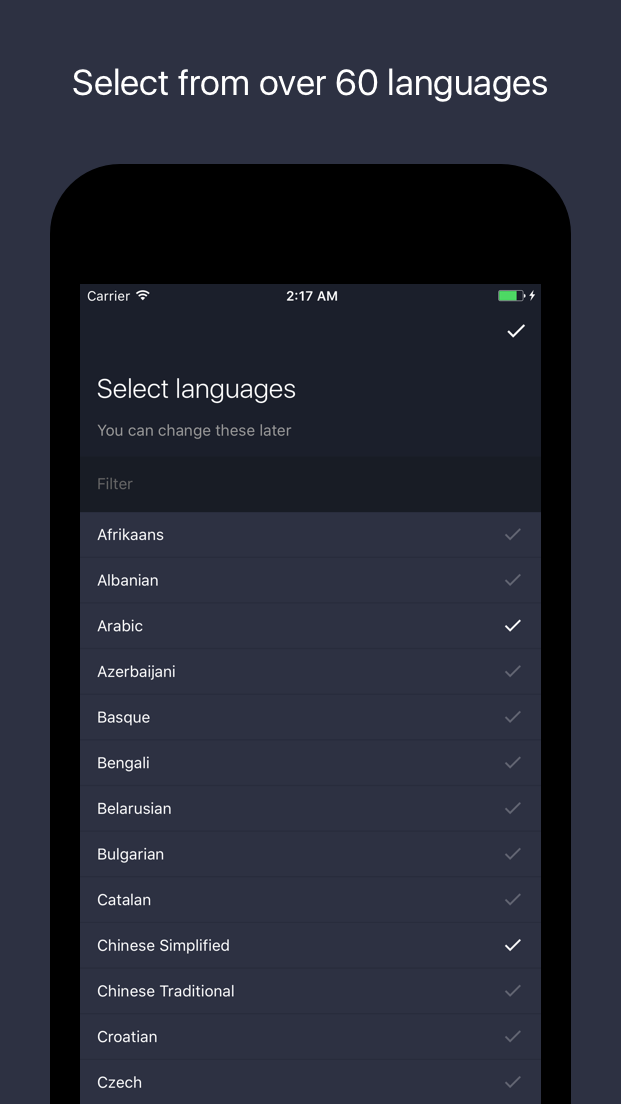 Select from over 60 languages
Carrier 2:17 AM
Select languages
You can change these later
Filter
Afrikaans
Albanian
Arabic
Azerbaijani
Basque
Bengali
Belarusian
Bulgarian
Catalan
Chinese Simplified
Chinese Traditional
Croatian
Czech